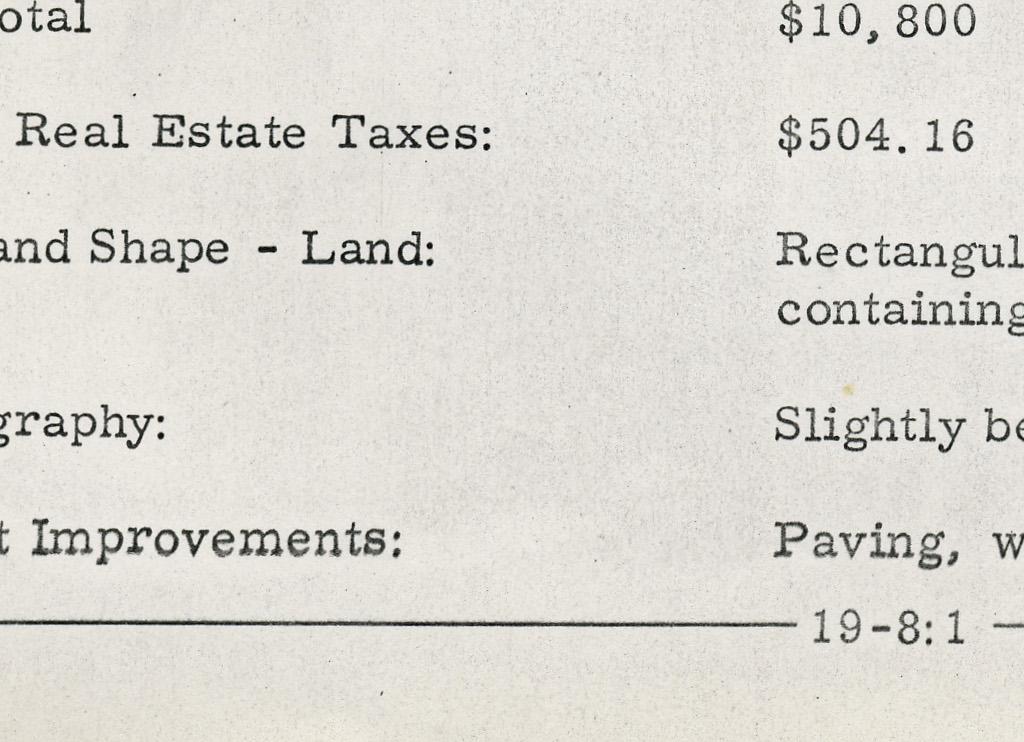 otal $10,800
Real Estate Taxes: $504.16
and Shape - Land: Rectangul
containing
graphy: Slightly be
t Improvements: Paving, w
19-8:1